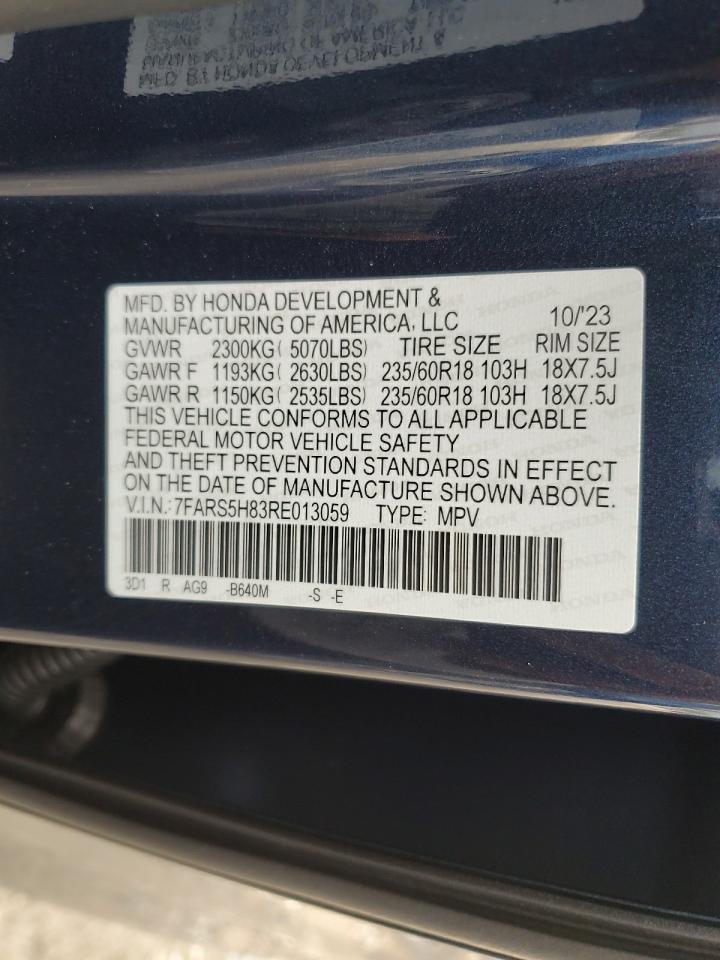 MFD. BY HONDA DEVELOPMENT &
MANUFACTURING OF AMERICA, LLC 10/'23
GVWR 2300KG( 5070LBS) TIRE SIZE RIM SIZE
GAWR F 1193KG( 2630LBS) 235/60R18 103H 18X7.5J
GAWR R 1150KG( 2535LBS) 235/60R18 103H 18X7.5J
THIS VEHICLE CONFORMS TO ALL APPLICABLE
FEDERAL MOTOR VEHICLE SAFETY
AND THEFT PREVENTION STANDARDS IN EFFECT
ON THE DATE OF MANUFACTURE SHOWN ABOVE.
V.I.N.: 7FARS5H83RE013059 TYPE: MPV
3D1 R AG9 -B640M -S -E